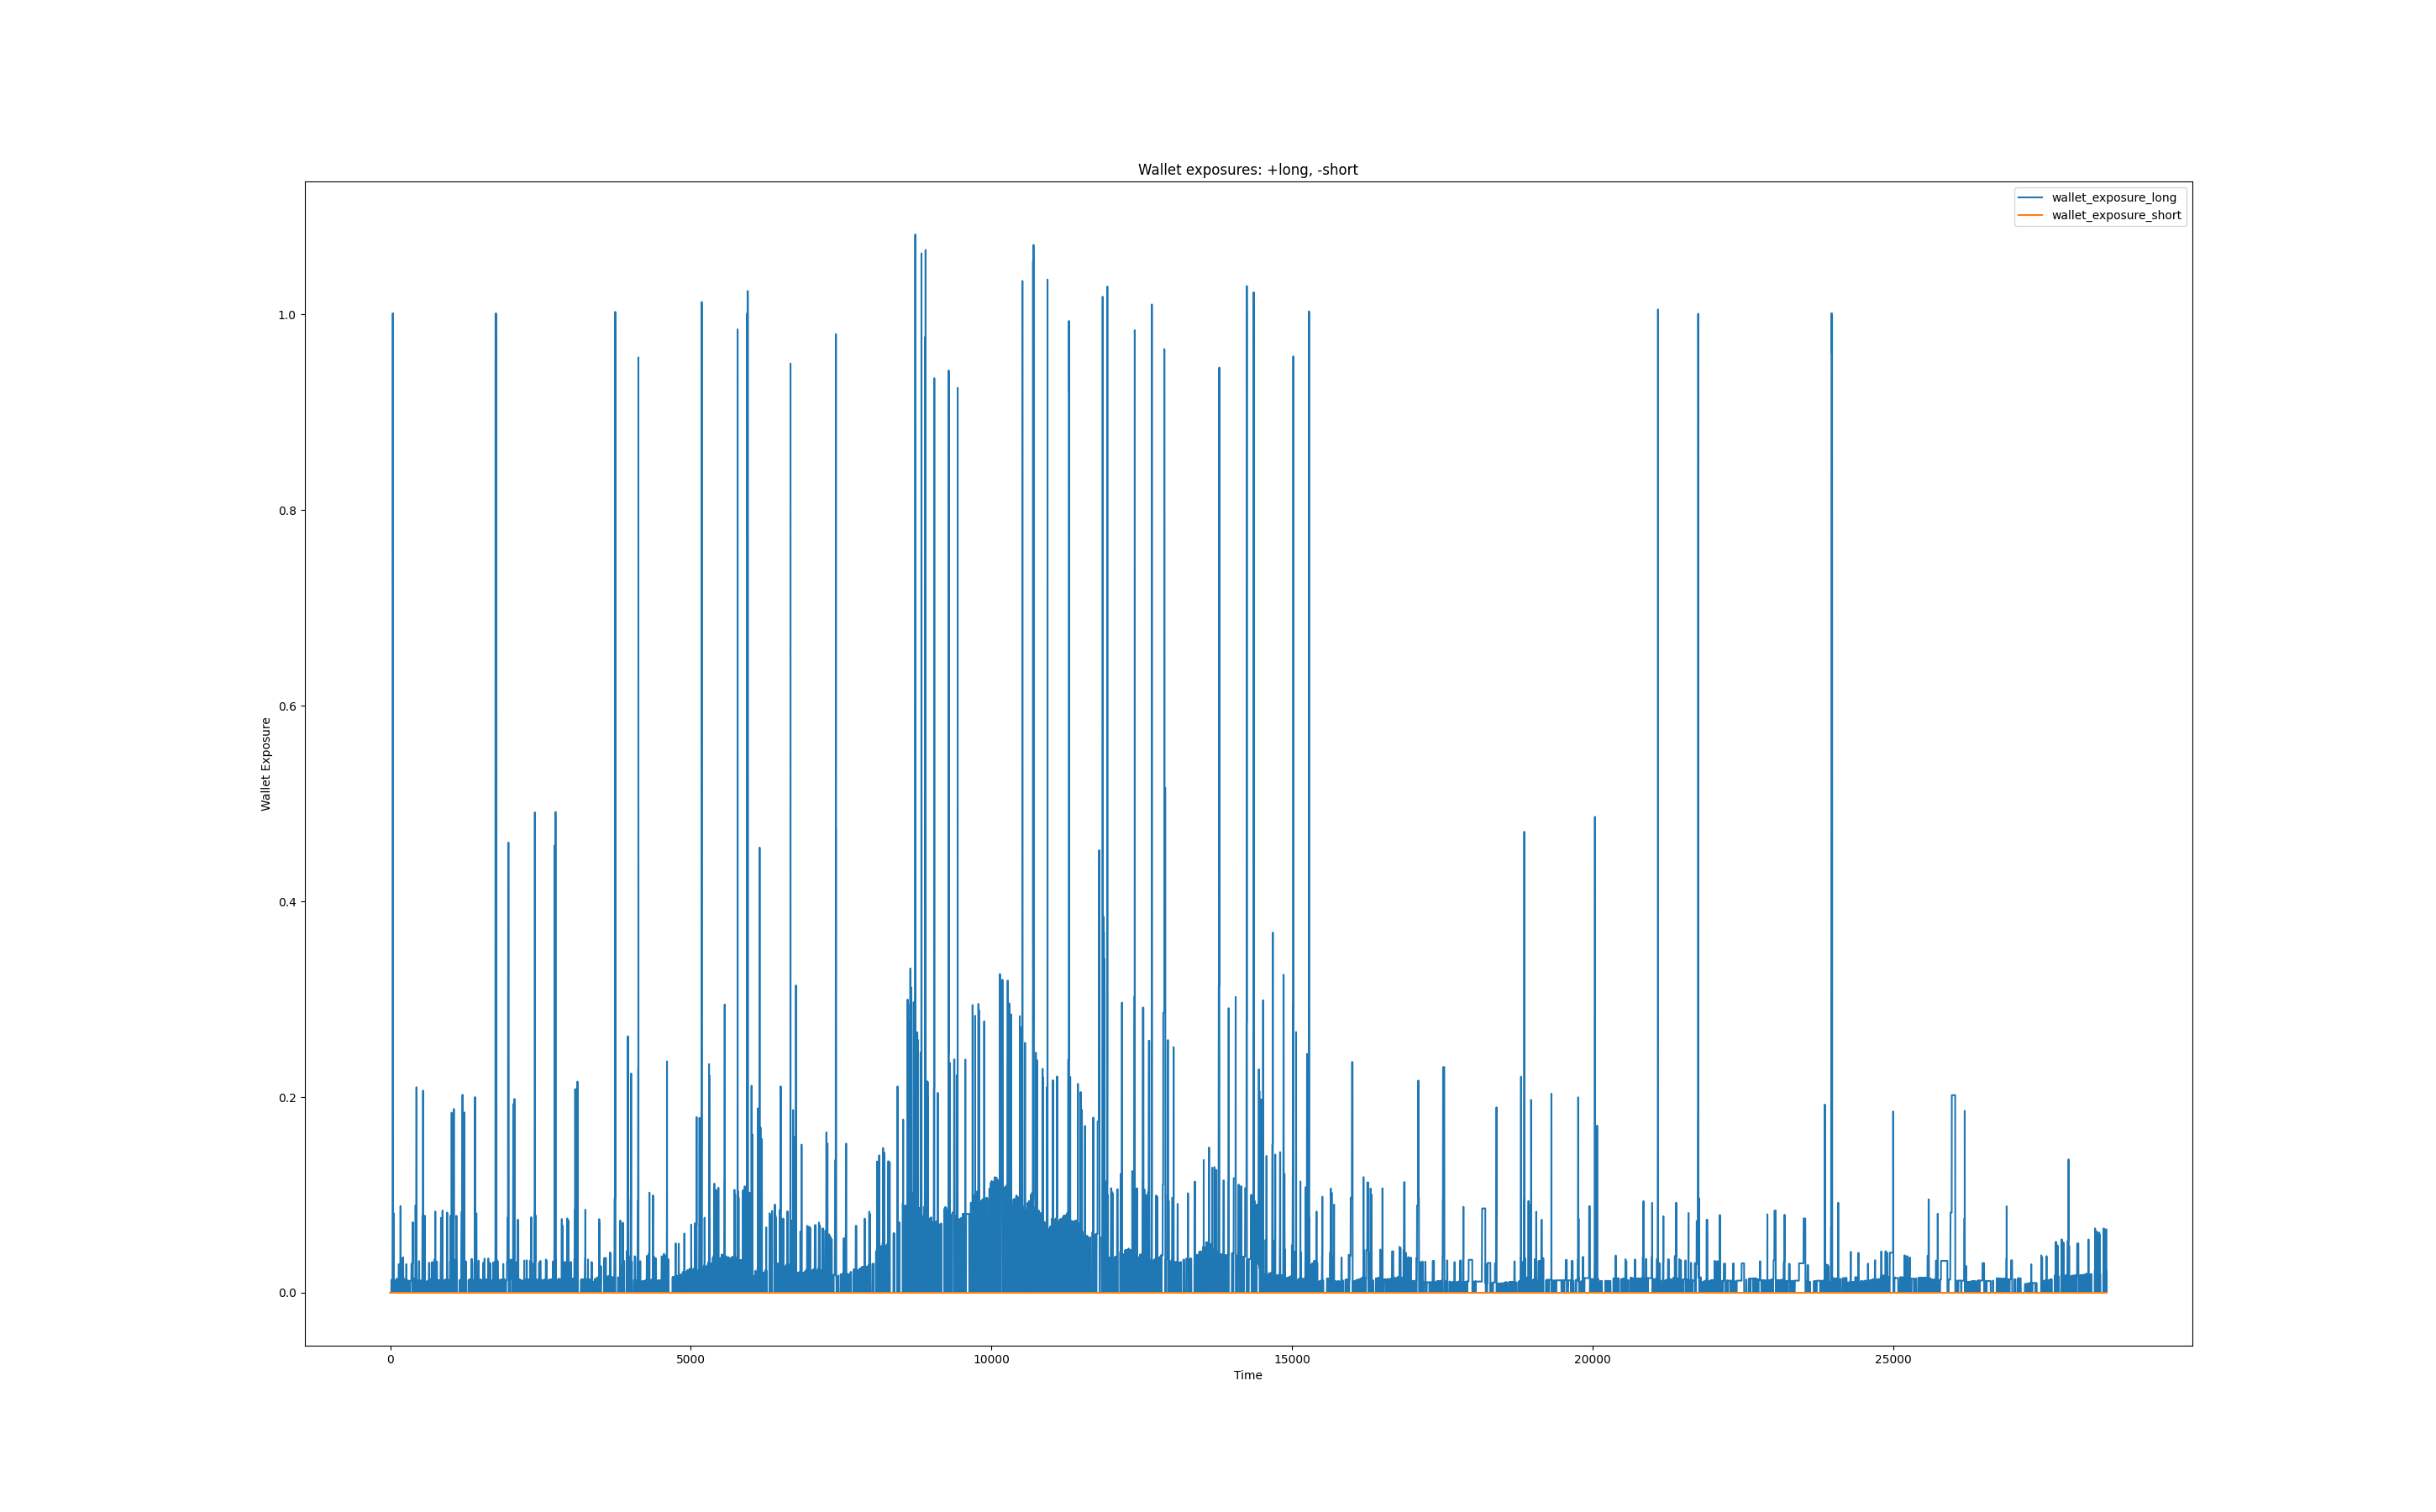 Wallet exposures: +long, -short
wallet_exposure_long
wallet_exposure_short
1.0
0.8
0.6
0.4
0.2
0.0
Wallet Exposure
0 5000 10000 15000 20000 25000
Time